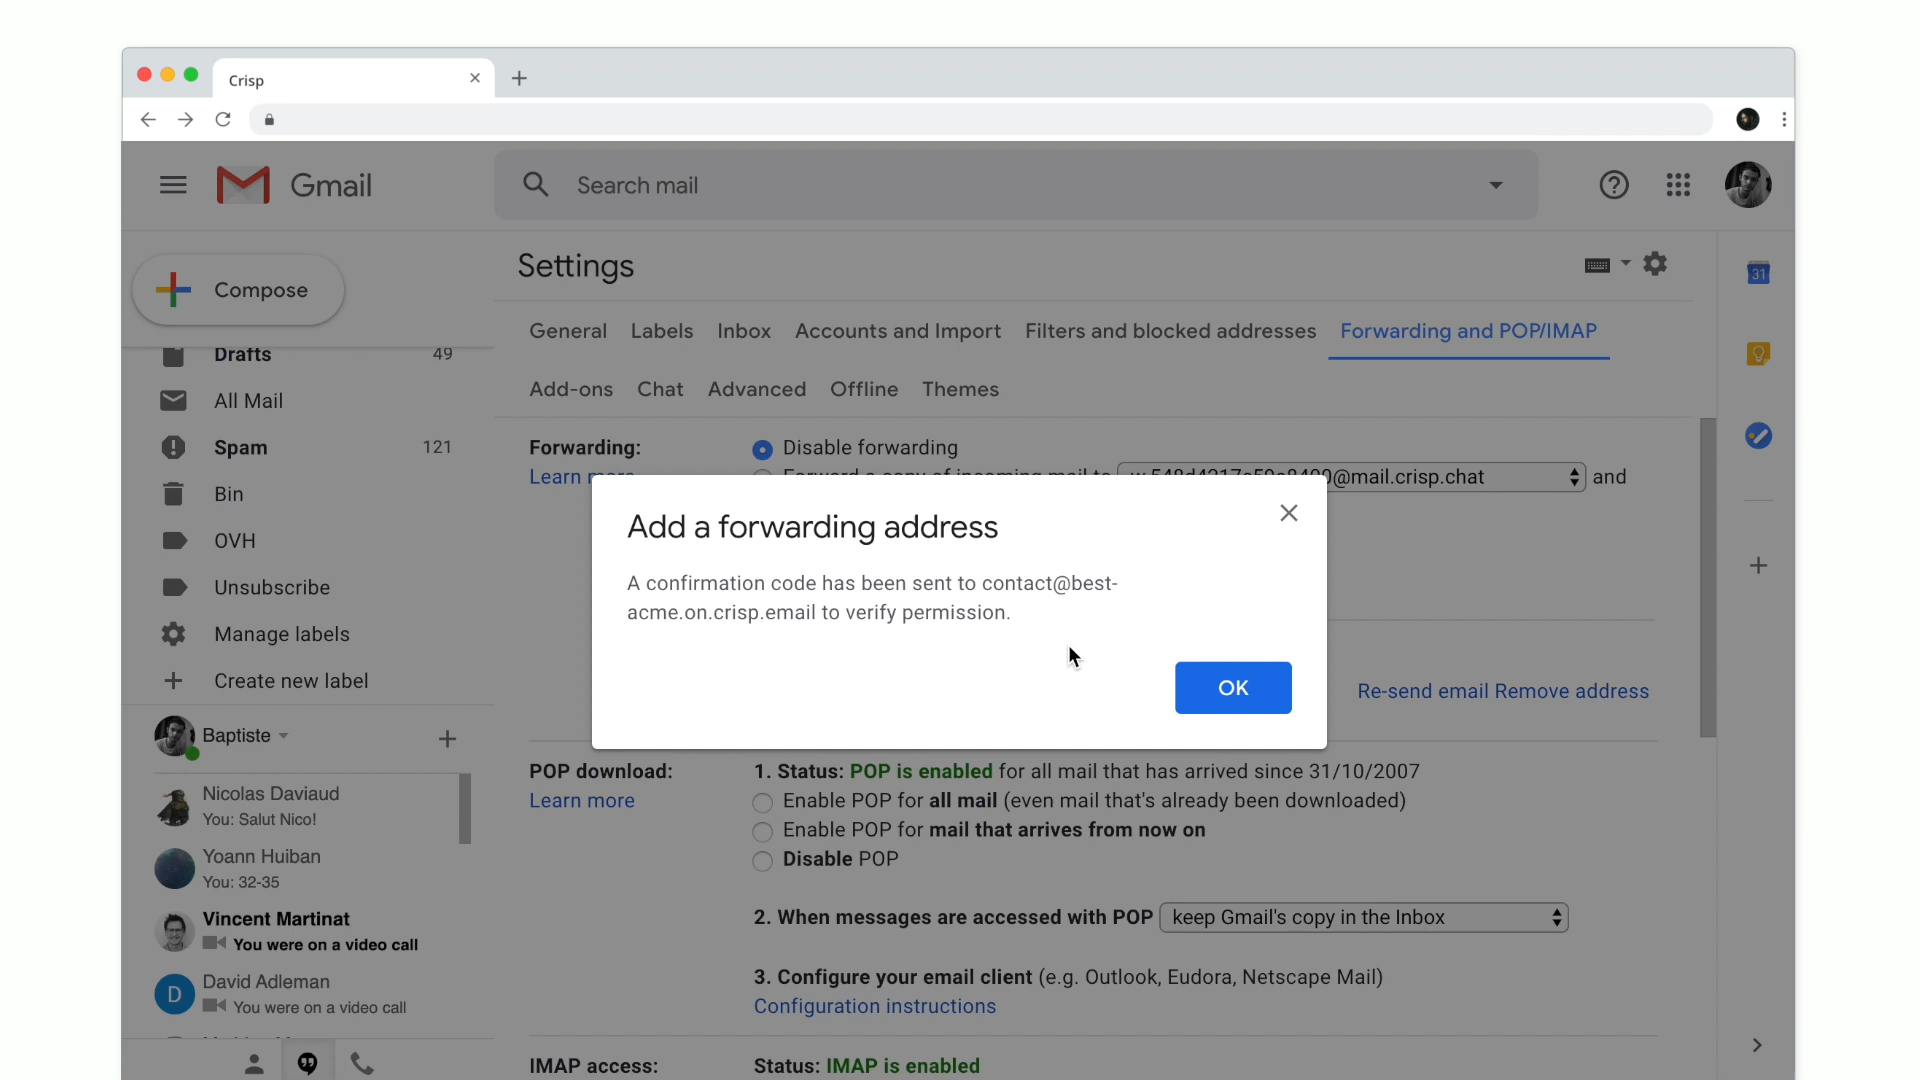 Crisp
Gmail
Search mail
Compose
Settings
General Labels Inbox Accounts and Import Filters and blocked addresses Forwarding and POP/IMAP
Add-ons Chat Advanced Offline Themes
Drafts 49
All Mail
Spam 121
Bin
OVH
Unsubscribe
Manage labels
Create new label
Baptiste
Nicolas Daviaud
You: Salut Nico!
Yoann Huiban
You: 32-35
Vincent Martinat
You were on a video call
D
David Adleman
You were on a video call
Forwarding:
Disable forwarding
Learn more
Forward a copy of incoming mail to @mail.crisp.chat and
Add a forwarding address
A confirmation code has been sent to contact@best-
acme.on.crisp.email to verify permission.
OK
Re-send email Remove address
POP download:
1. Status: POP is enabled for all mail that has arrived since 31/10/2007
Learn more
Enable POP for all mail (even mail that's already been downloaded)
Enable POP for mail that arrives from now on
Disable POP
2. When messages are accessed with POP keep Gmail's copy in the Inbox
3. Configure your email client (e.g. Outlook, Eudora, Netscape Mail)
Configuration instructions
IMAP access:
Status: IMAP is enabled
31